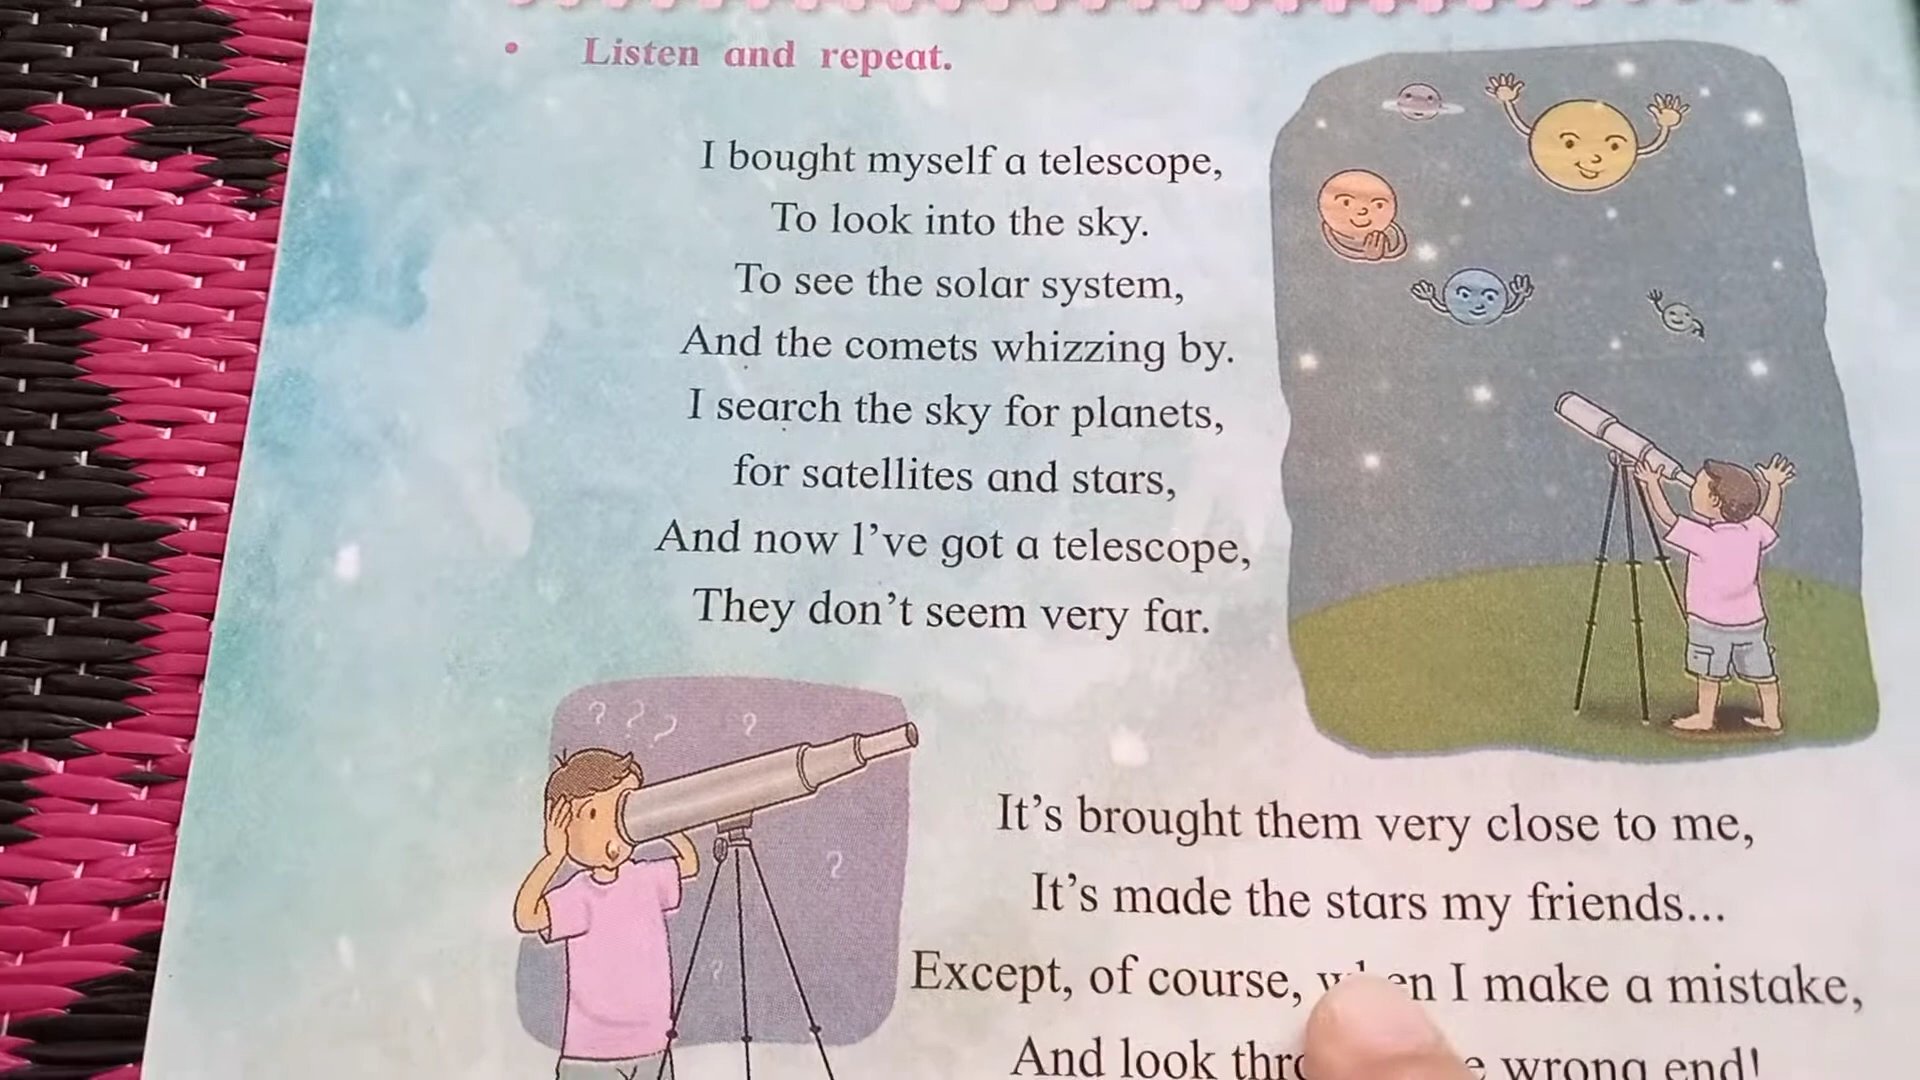 • Listen and repeat.
I bought myself a telescope,
To look into the sky.
To see the solar system,
And the comets whizzing by.
I search the sky for planets,
for satellites and stars,
And now l’ve got a telescope,
They don’t seem very far.
? ? ? ?
?
?
It’s brought them very close to me,
It’s made the stars my friends...
Except, of course, when I make a mistake,
And look wrong end!